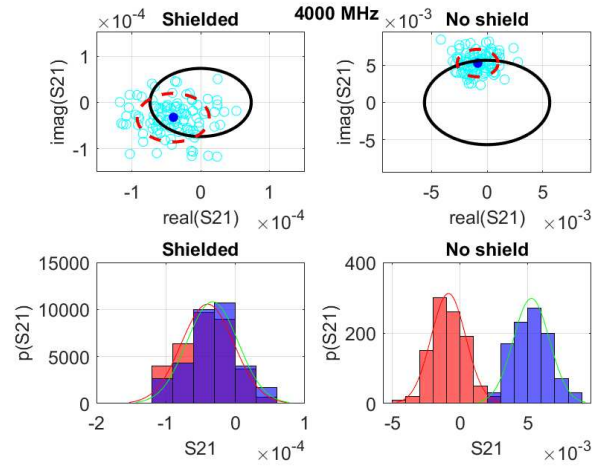 4000 MHz
Shielded
No shield
×10^-4
×10^-3
imag(S21)
1
0
-1
-1
0
1
real(S21)
×10^-4
imag(S21)
5
0
-5
-5
0
5
real(S21)
×10^-3
Shielded
No shield
p(S21)
15000
10000
5000
0
-2
-1
0
S21
×10^-4
p(S21)
400
200
0
-5
0
5
S21
×10^-3